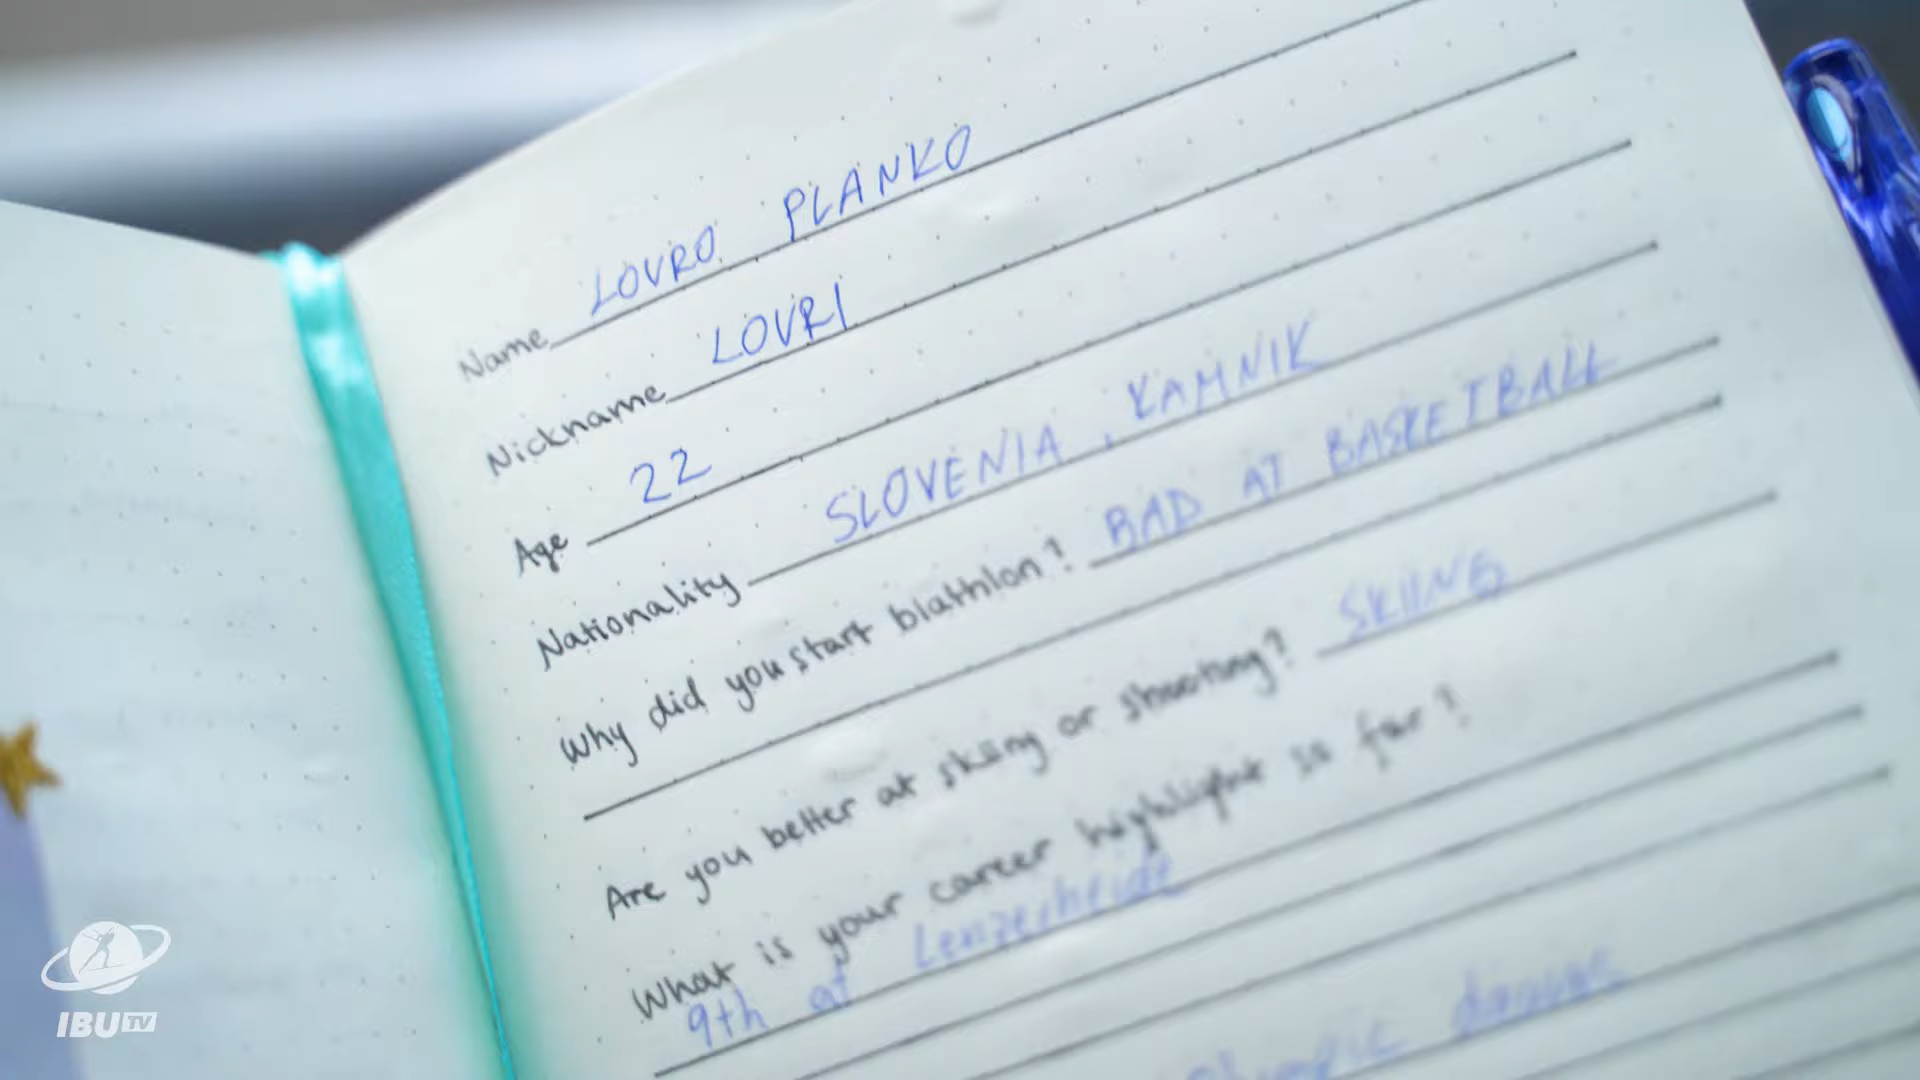 Name LOVRO PLANKO
Nickname LOVRI
Age 22
Nationality SLOVENIA, KAMNIK
Why did you start biathlon? BAD AT BASKETBALL
Are you better at skiing or shooting? SKIING
What is your career highlight so far?
9th at Lenzerheide
IBU TV